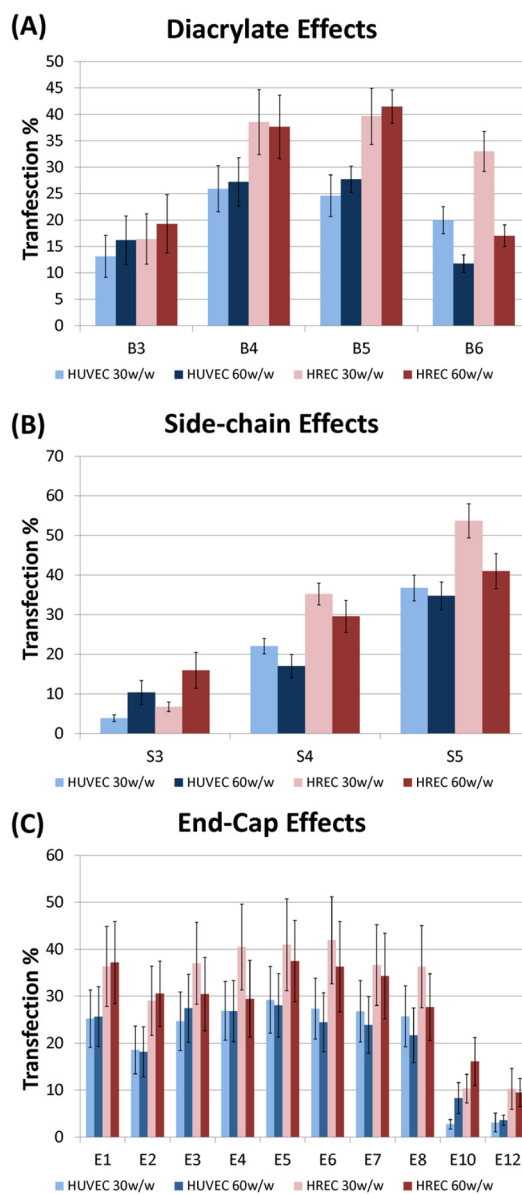 (A) Diacrylate Effects
Tranfesction %
50
45
40
35
30
25
20
15
10
5
0
B3 B4 B5 B6
HUVEC 30w/w HUVEC 60w/w HREC 30w/w HREC 60w/w
(B) Side-chain Effects
Transfection %
70
60
50
40
30
20
10
0
S3 S4 S5
HUVEC 30w/w HUVEC 60w/w HREC 30w/w HREC 60w/w
(C) End-Cap Effects
Transfection %
60
50
40
30
20
10
0
E1 E2 E3 E4 E5 E6 E7 E8 E10 E12
HUVEC 30w/w HUVEC 60w/w HREC 30w/w HREC 60w/w